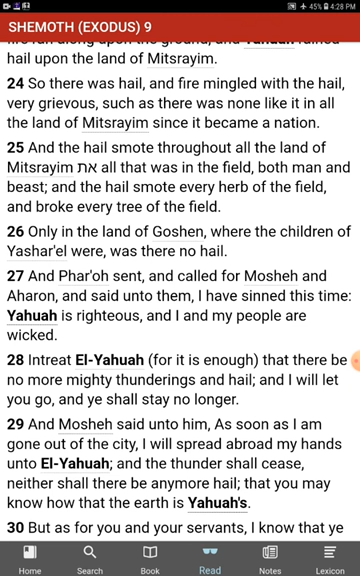 45% 4:28 PM
SHEMOTH (EXODUS) 9
hail upon the land of Mitsrayim.
24 So there was hail, and fire mingled with the hail,
very grievous, such as there was none like it in all
the land of Mitsrayim since it became a nation.
25 And the hail smote throughout all the land of
Mitsrayim את all that was in the field, both man and
beast; and the hail smote every herb of the field,
and broke every tree of the field.
26 Only in the land of Goshen, where the children of
Yashar'el were, was there no hail.
27 And Phar'oh sent, and called for Mosheh and
Aharon, and said unto them, I have sinned this time:
Yahuah is righteous, and I and my people are
wicked.
28 Intreat El-Yahuah (for it is enough) that there be
no more mighty thunderings and hail; and I will let
you go, and ye shall stay no longer.
29 And Mosheh said unto him, As soon as I am
gone out of the city, I will spread abroad my hands
unto El-Yahuah; and the thunder shall cease,
neither shall there be anymore hail; that you may
know how that the earth is Yahuah's.
30 But as for you and your servants, I know that ye
Home Search Book Read Notes Lexicon